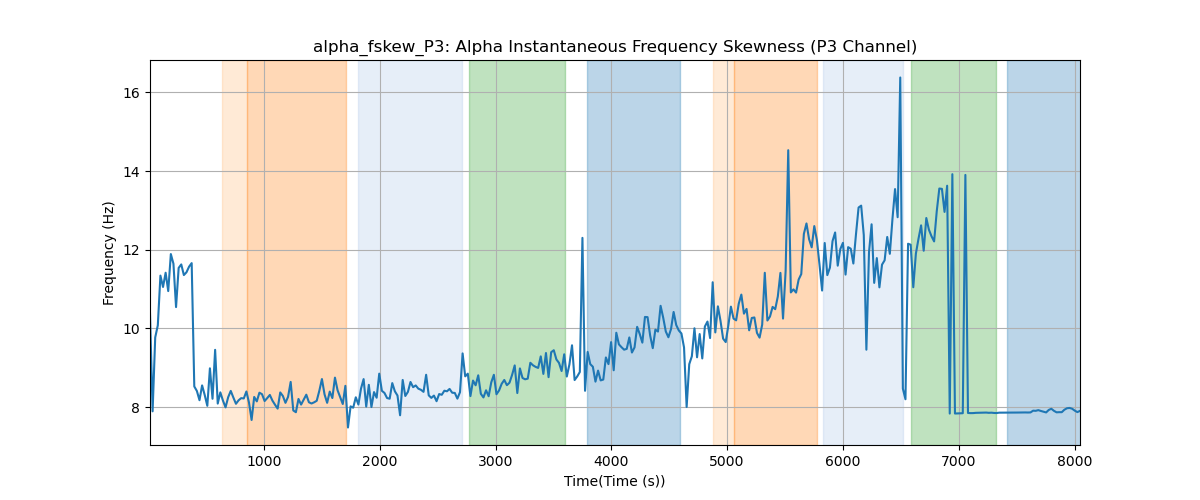 alpha_fskew_P3: Alpha Instantaneous Frequency Skewness (P3 Channel)
Frequency (Hz)
16
14
12
10
8
1000 2000 3000 4000 5000 6000 7000 8000
Time(Time (s))